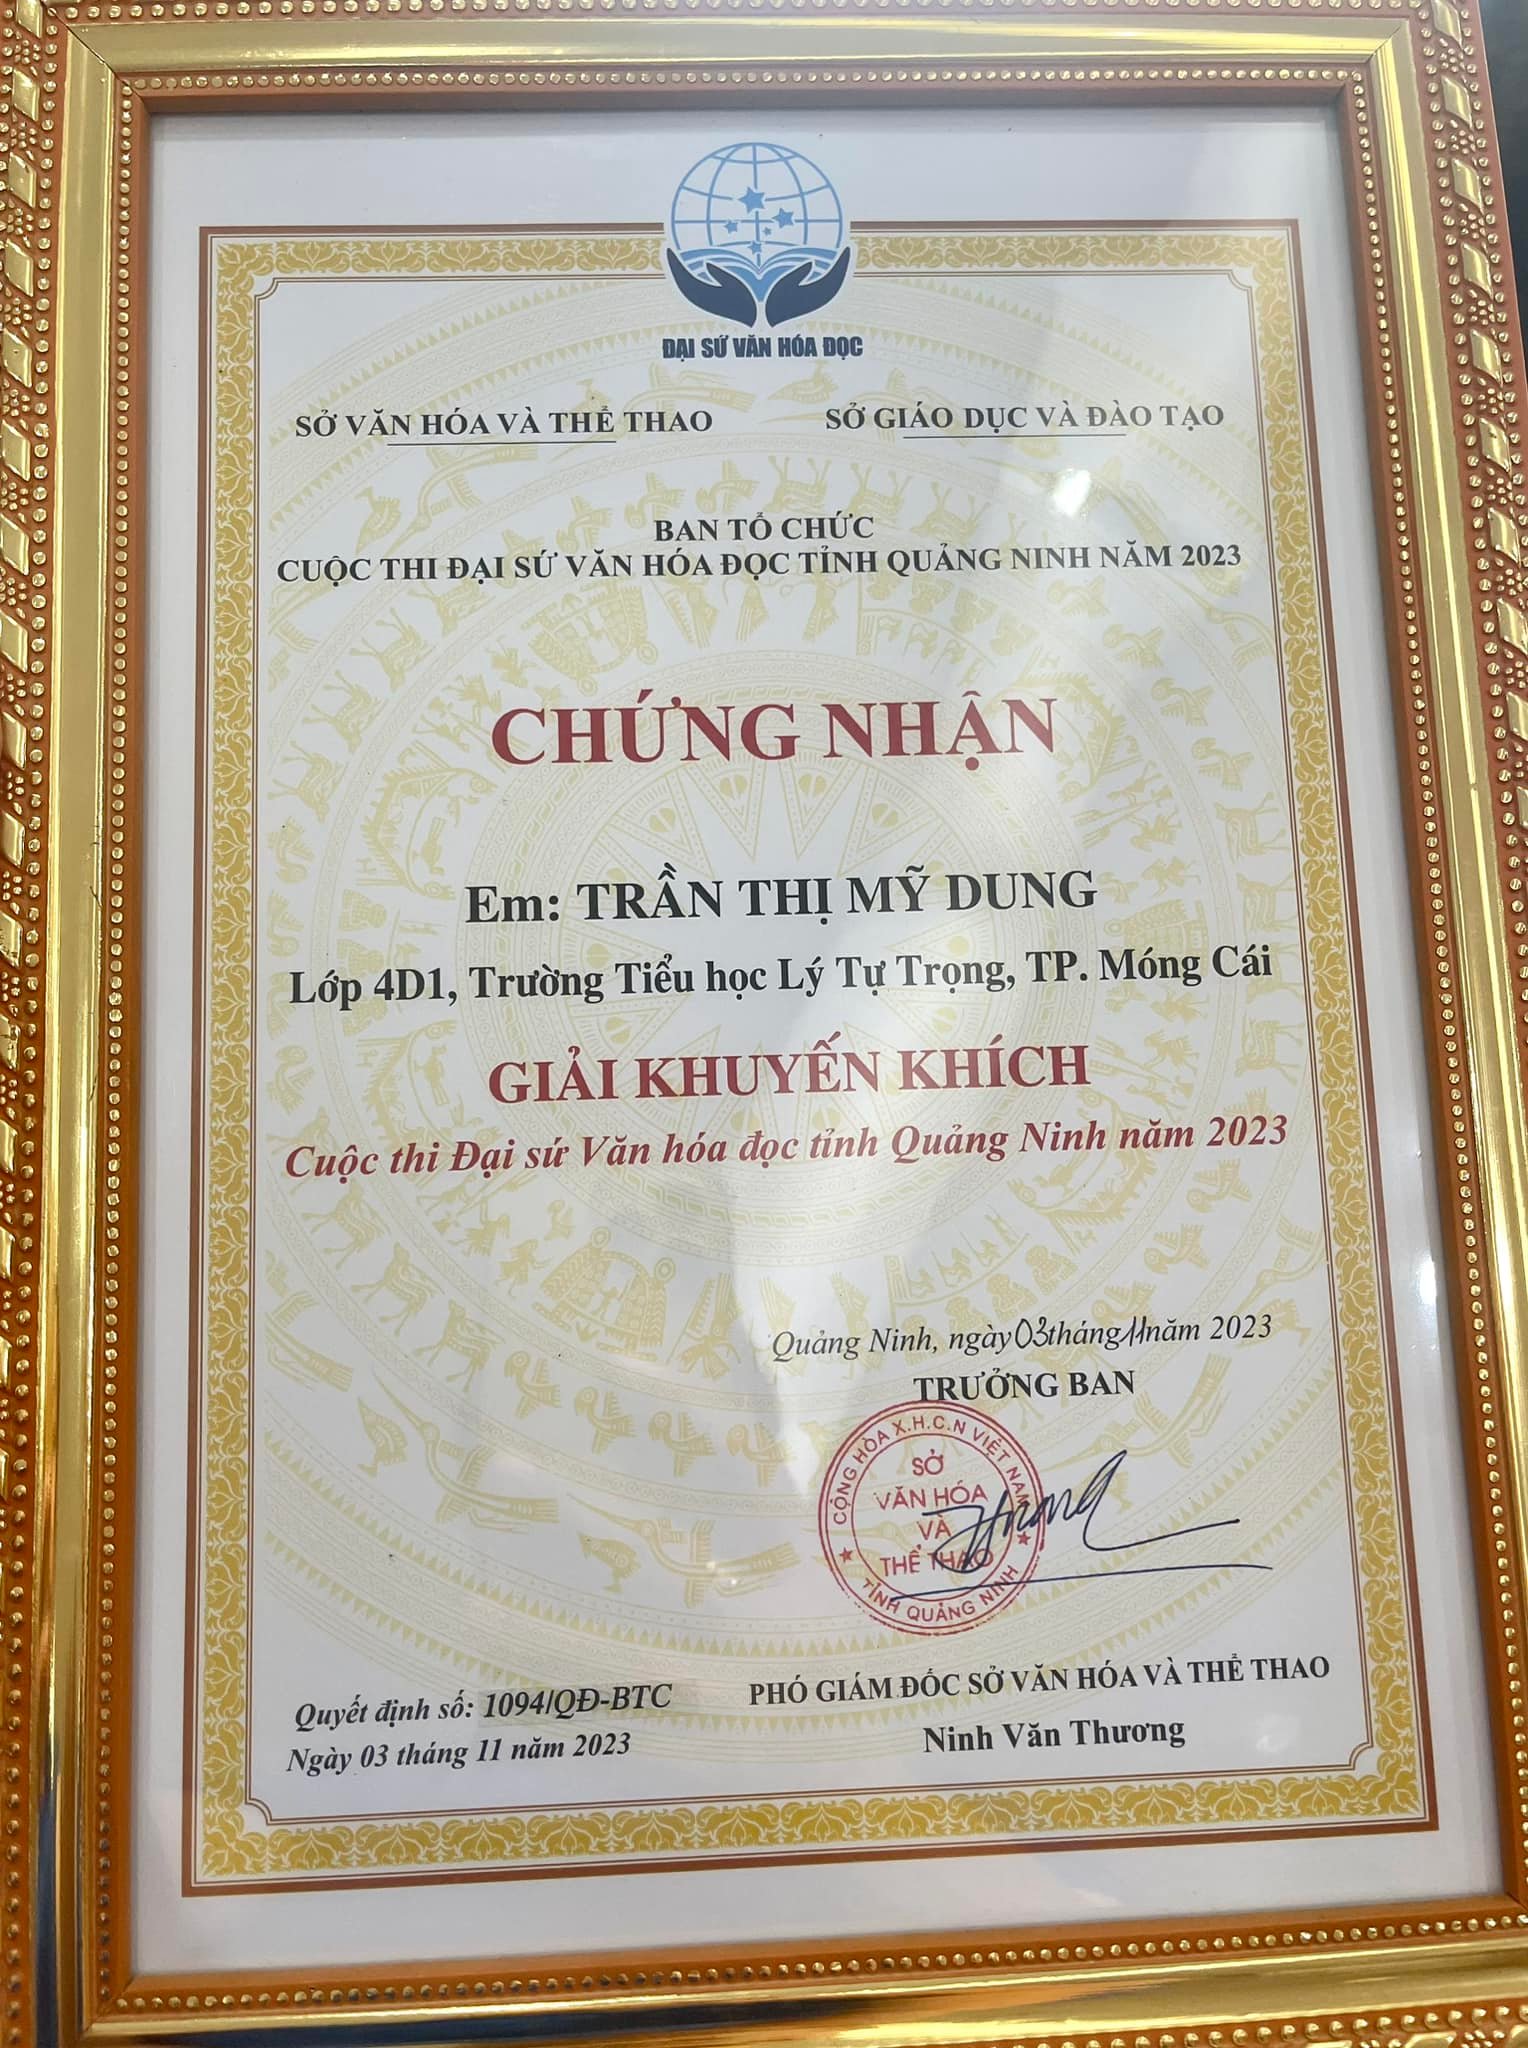 ĐẠI SỨ VĂN HÓA ĐỌC
SỞ VĂN HÓA VÀ THỂ THAO
SỞ GIÁO DỤC VÀ ĐÀO TẠO
BAN TỔ CHỨC
CUỘC THI ĐẠI SỨ VĂN HÓA ĐỌC TỈNH QUẢNG NINH NĂM 2023
CHỨNG NHẬN
Em: TRẦN THỊ MỸ DUNG
Lớp 4D1, Trường Tiểu học Lý Tự Trọng, TP. Móng Cái
GIẢI KHUYẾN KHÍCH
Cuộc thi Đại sứ Văn hóa đọc tỉnh Quảng Ninh năm 2023
Quảng Ninh, ngày 03 tháng 11 năm 2023
TRƯỞNG BAN
CỘNG HÒA X.H.C.N VIỆT NAM
SỞ
VĂN HÓA
VÀ
THỂ THAO
TỈNH QUẢNG NINH
PHÓ GIÁM ĐỐC SỞ VĂN HÓA VÀ THỂ THAO
Ninh Văn Thương
Quyết định số: 1094/QĐ-BTC
Ngày 03 tháng 11 năm 2023